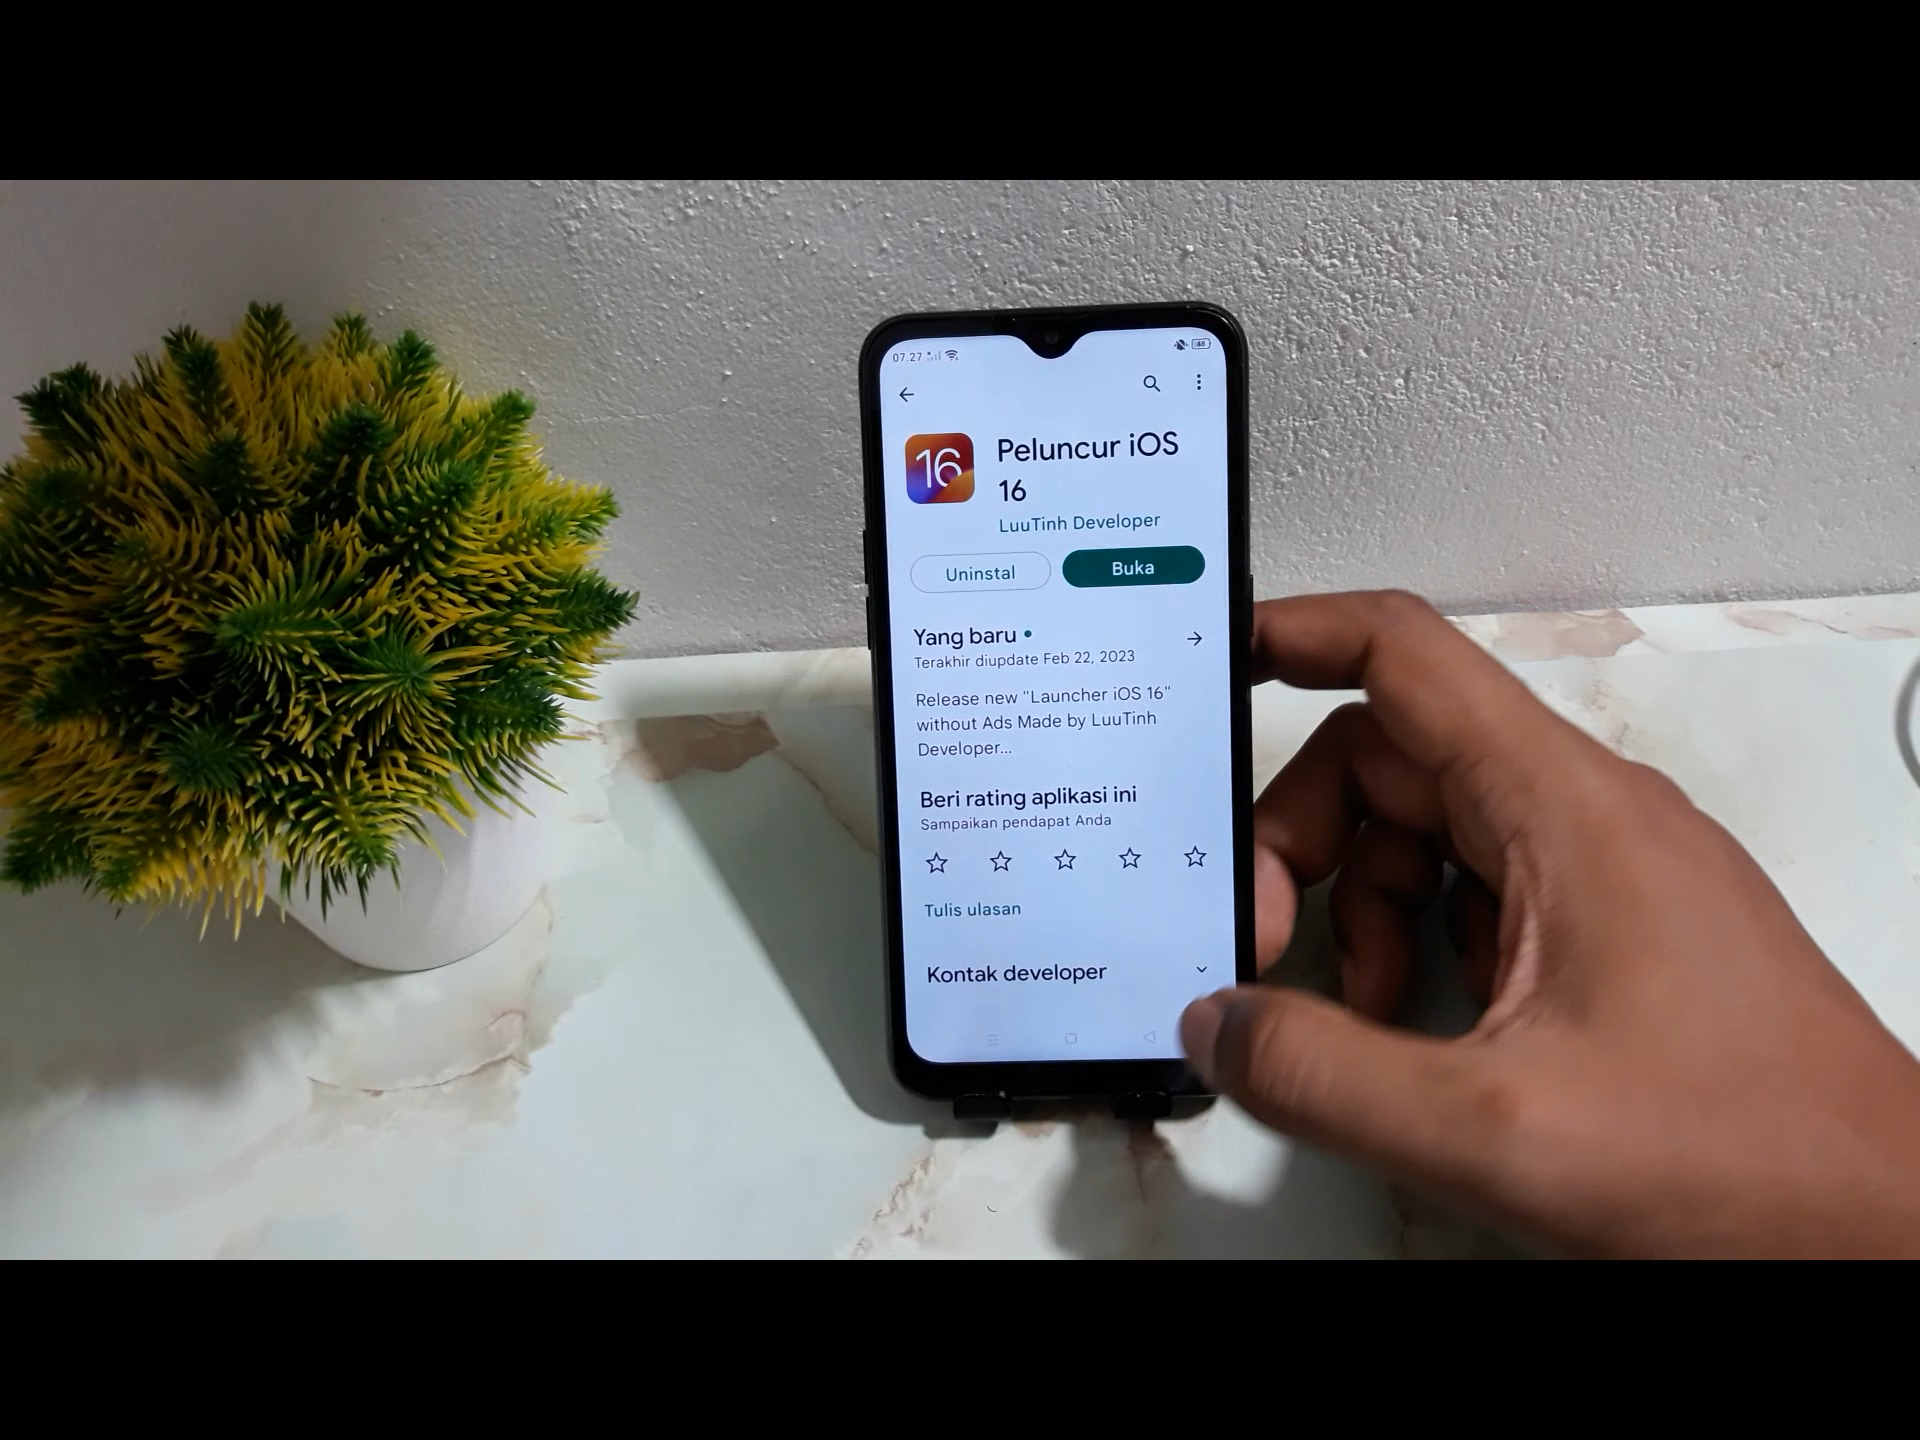 07.27
48
16
Peluncur iOS
16
LuuTinh Developer
Uninstal
Buka
Yang baru •
Terakhir diupdate Feb 22, 2023
Release new "Launcher iOS 16"
without Ads Made by LuuTinh
Developer...
Beri rating aplikasi ini
Sampaikan pendapat Anda
Tulis ulasan
Kontak developer